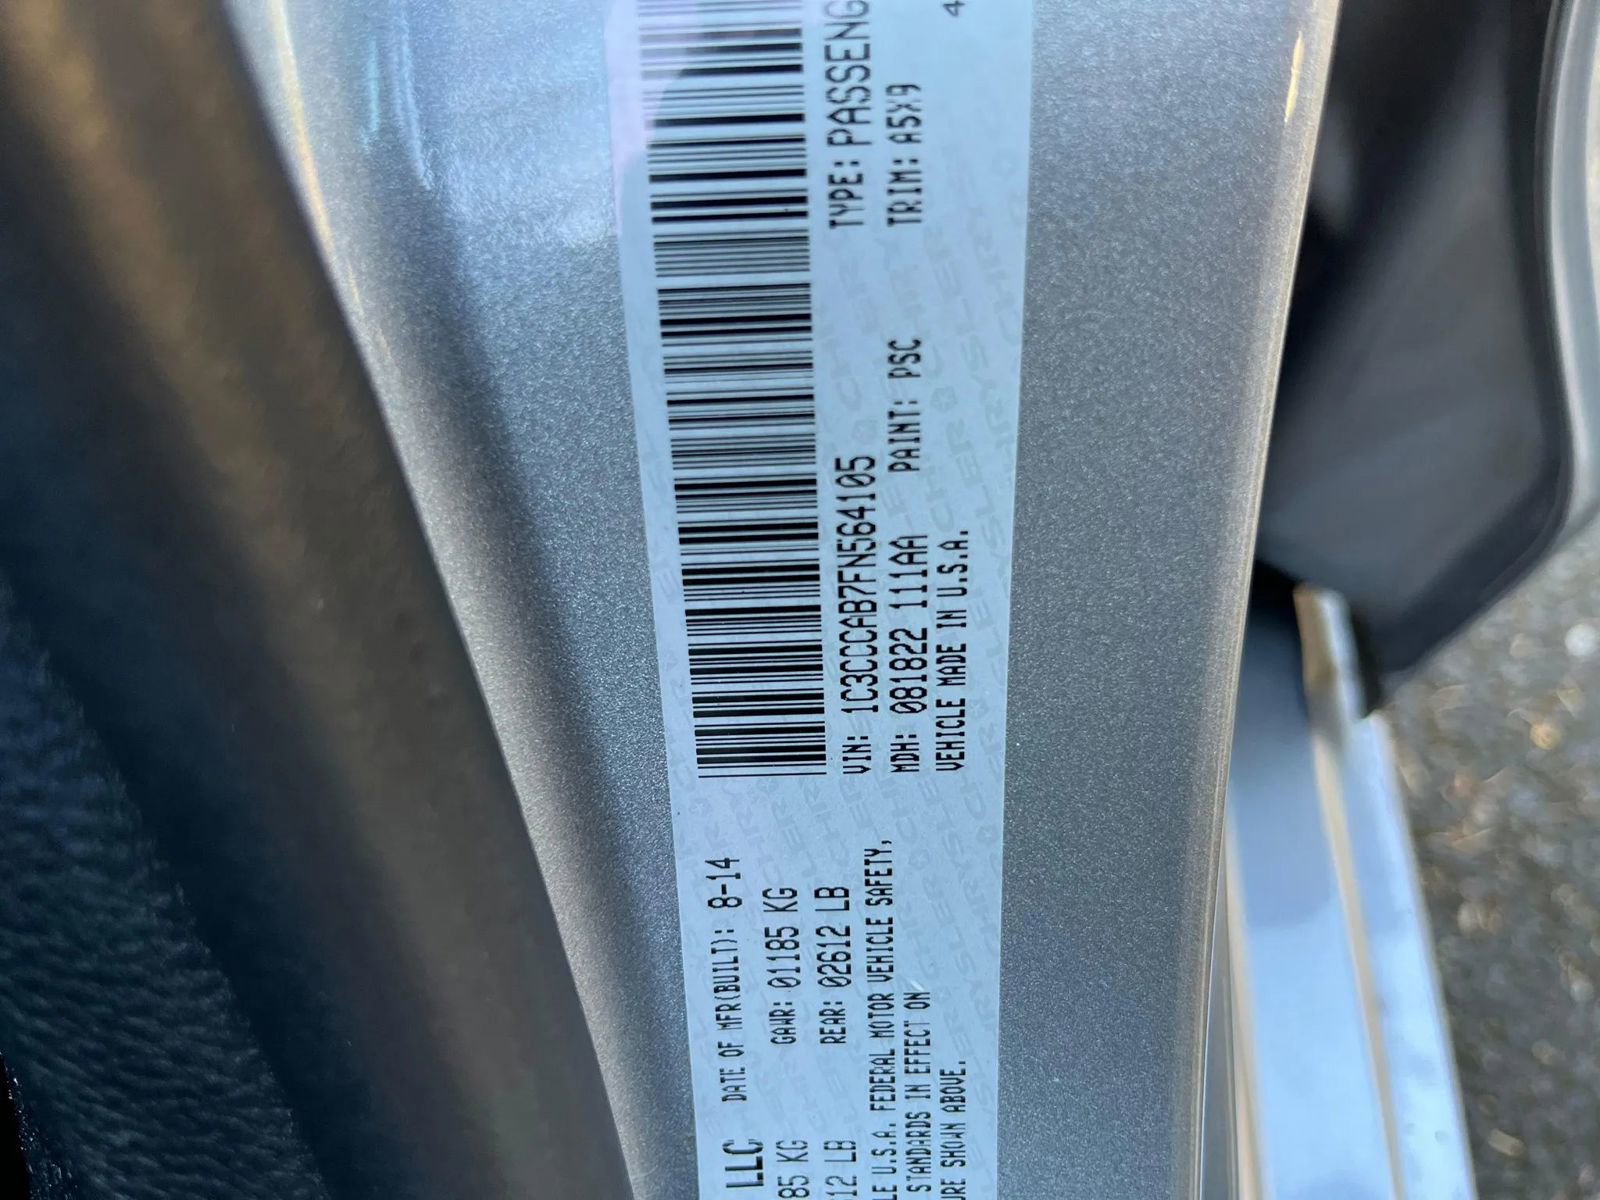 LLC DATE OF MFR(BUILT): 8-14
85 KG GAWR: 01185 KG
12 LB REAR: 02612 LB
LE U.S.A. FEDERAL MOTOR VEHICLE SAFETY,
STANDARDS IN EFFECT ON
URE SHOWN ABOVE.
VIN: 1C3CCCAB7FN564105 TYPE: PASSENG
MDH: 081822 111AA PAINT: PSC TRIM: A5X9
VEHICLE MADE IN U.S.A. 4